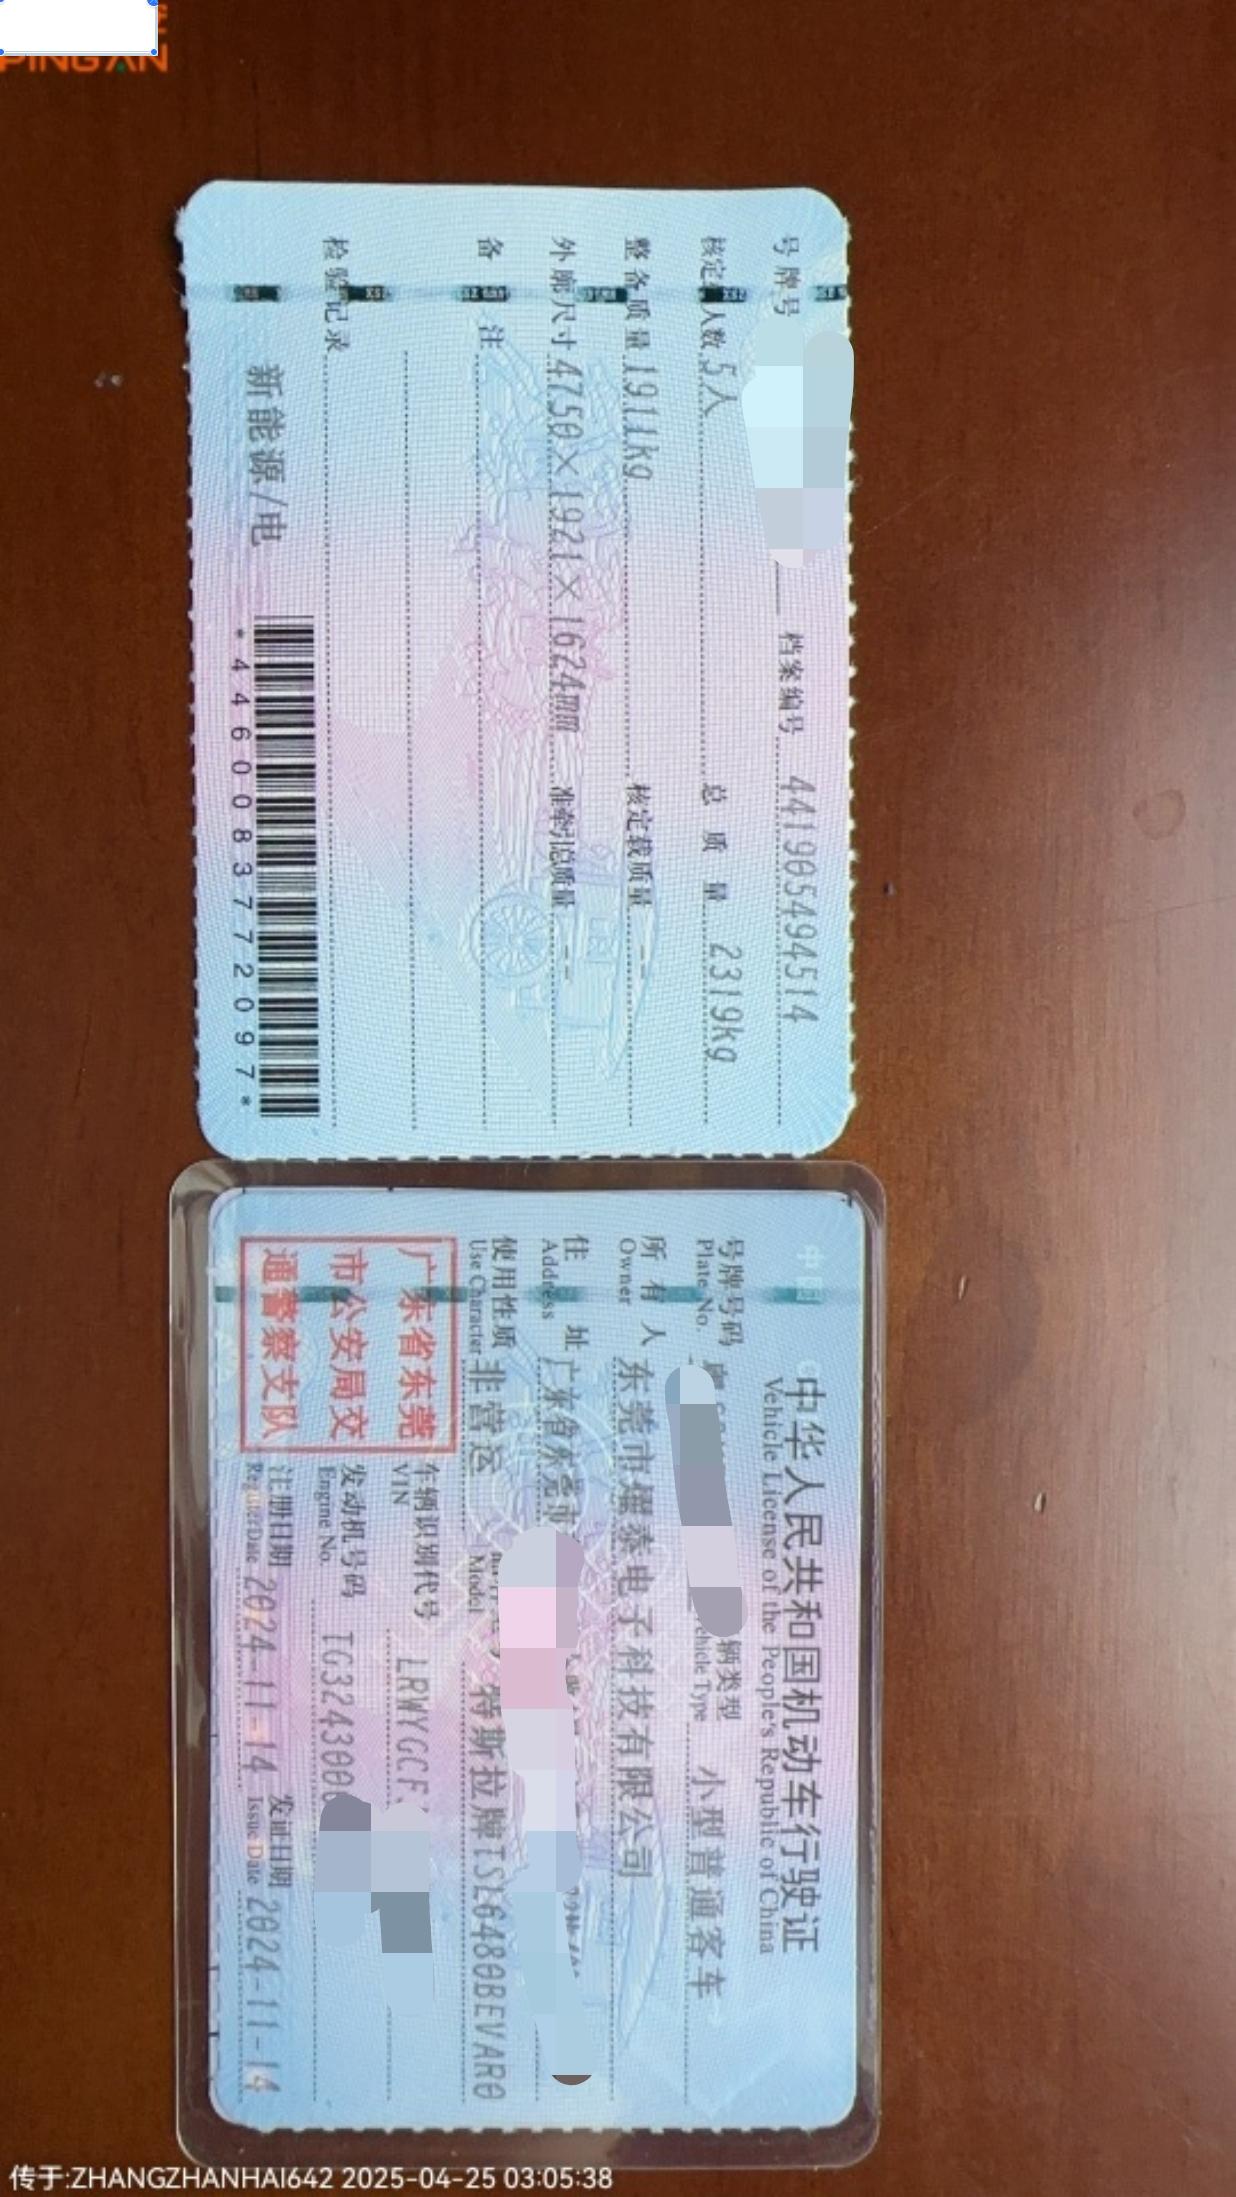 PING AN
号牌号
档案编号 441905494514
核定载人数 5人
总质量 2319kg
整备质量 1911kg
核定载质量 --
外廓尺寸 4750×1921×1624mm
准牵引总质量 --
备注
检验记录
新能源/电
*4460083772097*
中华人民共和国机动车行驶证
Vehicle License of the People's Republic of China
号牌号码
Plate No.
辆类型 小型普通客车
ehicle Type
所有人 东莞市
泰电子科技有限公司
Owner
住址 广东省东莞市
Address
使用性质 非营运
Use Character
Model 特斯拉牌TSL6480BEVAR0
广东省东莞
市公安局交
通警察支队
车辆识别代号 LRWYGCF
VIN
发动机号码 TG324300
Engine No.
注册日期 2024-11-14
Register Date
发证日期 2024-11-14
Issue Date
传于:ZHANGZHANHAI642 2025-04-25 03:05:38